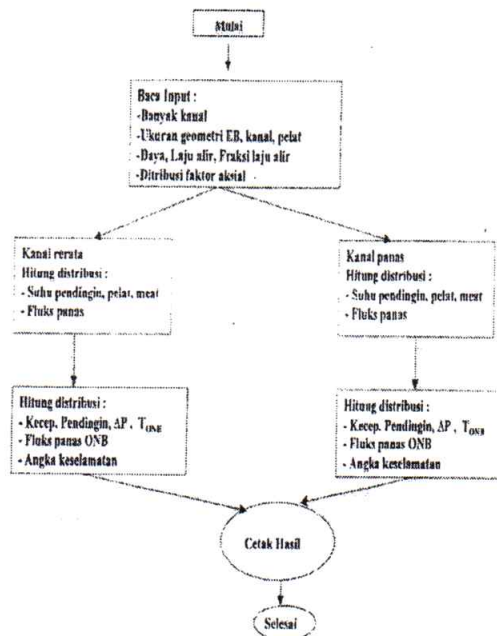 Mulai
Baca Input :
-Banyak kanal
-Ukuran geometri EB, kanal, pelat
-Daya, Laju alir, Fraksi laju alir
-Ditribusi faktor aksial
Kanal rerata
Hitung distribusi :
- Suhu pendingin, pelat, meat
- Fluks panas
Kanal panas
Hitung distribusi :
- Suhu pendingin, pelat, meat
- Fluks panas
Hitung distribusi :
- Kecep. Pendingin, ΔP , T_ONB
- Fluks panas ONB
- Angka keselamatan
Hitung distribusi :
- Kecep. Pendingin, ΔP , T_ONB
- Fluks panas ONB
- Angka keselamatan
Cetak Hasil
Selesai